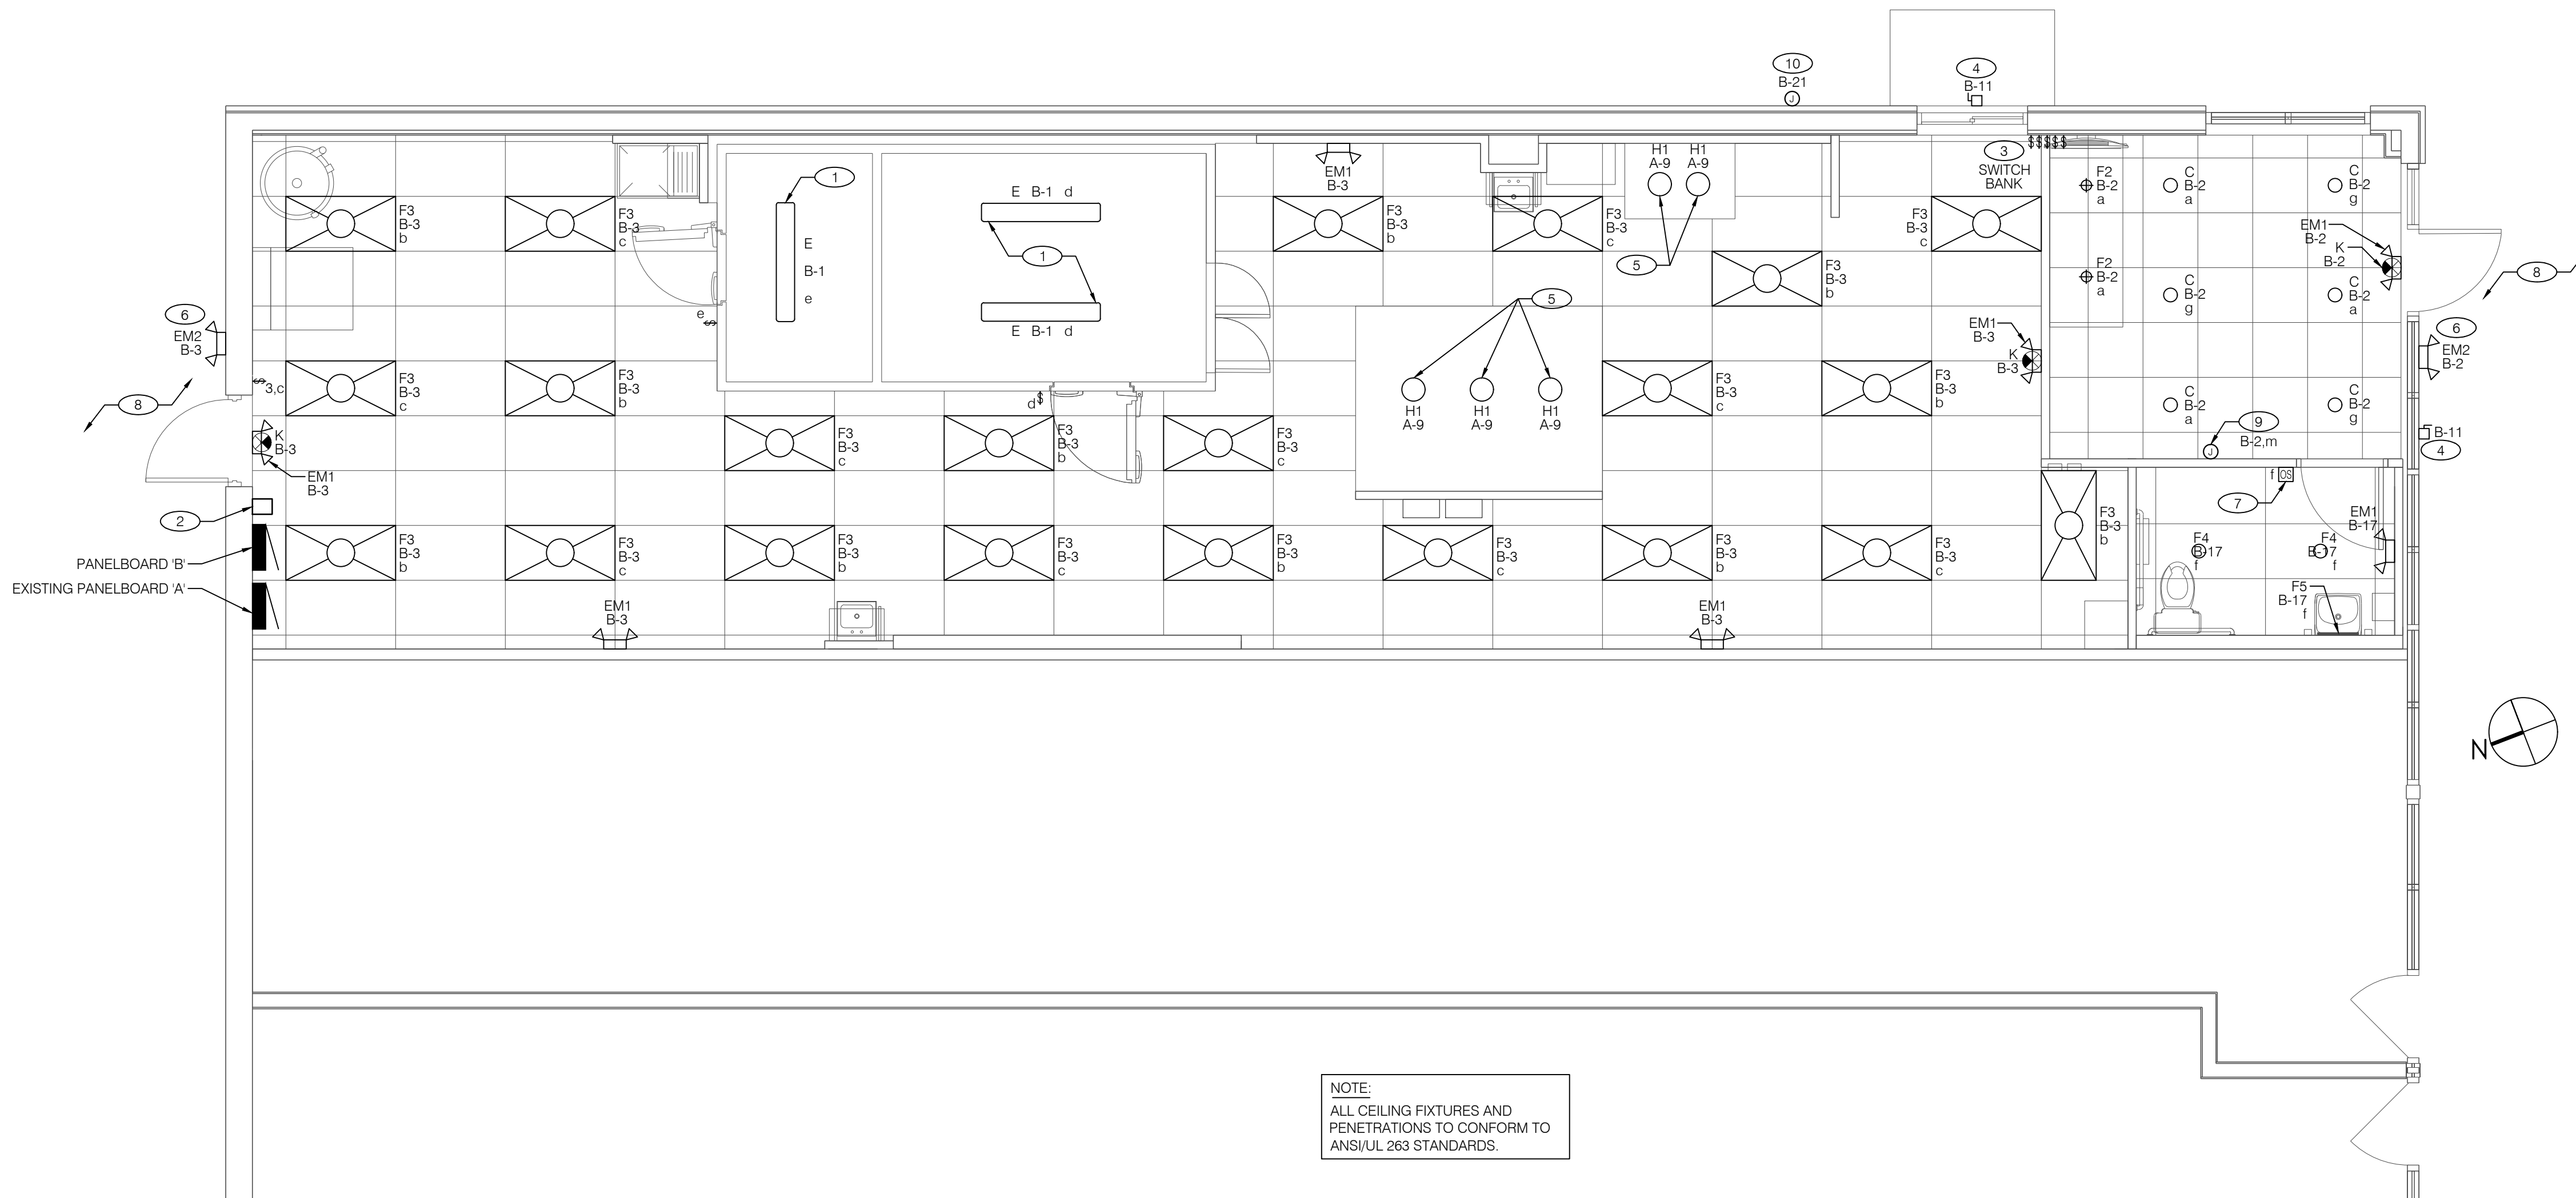 10
B-21
J
4
B-11
3
SWITCH
BANK
$ $ $ $ $
H1
A-9
H1
A-9
5
EM1
B-3
1
E B-1 d
1
E B-1 d
E
B-1
e
F3
B-3
b
F3
B-3
c
F3
B-3
b
F3
B-3
c
F3
B-3
c
F3
B-3
b
F2
B-2
a
C
B-2
a
C
B-2
g
EM1
B-2
K
B-2
8
F2
B-2
a
C
B-2
g
C
B-2
a
6
EM2
B-3
e $
5
H1
A-9
H1
A-9
H1
A-9
EM1
B-3
K
B-3
6
EM2
B-2
$ 3,c
8
F3
B-3
c
F3
B-3
b
d $
F3
B-3
c
F3
B-3
b
C
B-2
a
C
B-2
g
B-11
4
9
B-2,m
J
K
B-3
EM1
B-3
F3
B-3
c
F3
B-3
b
F3
B-3
c
f OS
7
2
PANELBOARD 'B'
EXISTING PANELBOARD 'A'
F3
B-3
b
F3
B-3
c
F3
B-3
b
F3
B-3
c
F3
B-3
b
F3
B-3
c
F3
B-3
b
F3
B-3
c
F3
B-3
b
F4
B-17
f
F4
B-17
f
EM1
B-17
F5
B-17
f
EM1
B-3
EM1
B-3
N
NOTE:
ALL CEILING FIXTURES AND
PENETRATIONS TO CONFORM TO
ANSI/UL 263 STANDARDS.